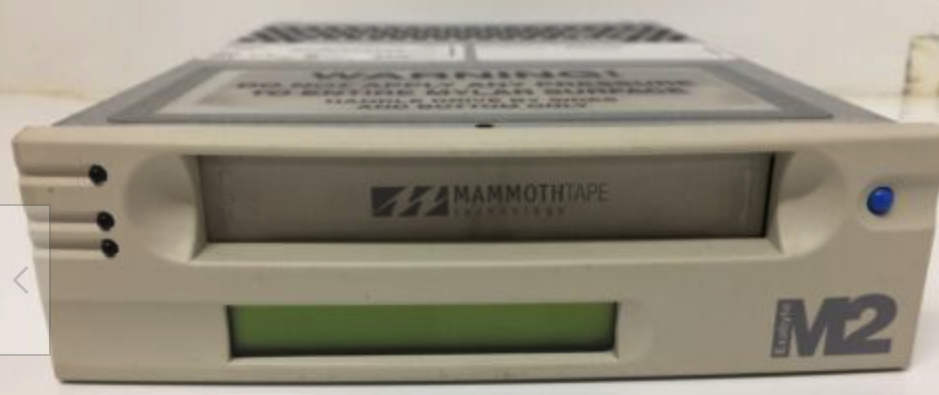 WARNING!
DO NOT APPLY ANY PRESSURE
TO ENTIRE MYLAR SURFACE
HANDLE DRIVE BY SIDES
AND BOTTOM ONLY
MAMMOTHTAPE
technology
Exabyte
M2